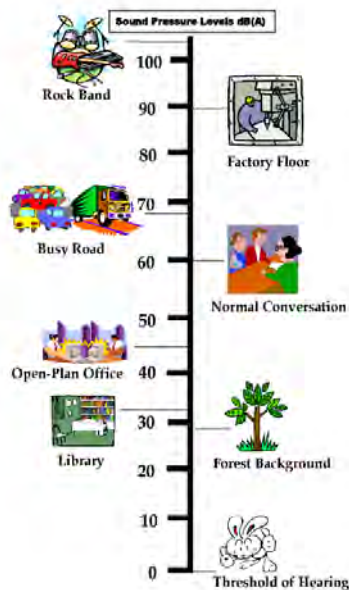 Sound Pressure Levels dB(A)
100
Rock Band
90
80
Factory Floor
70
Busy Road
60
Normal Conversation
50
Open-Plan Office
40
30
Library
Forest Background
20
10
0
Threshold of Hearing